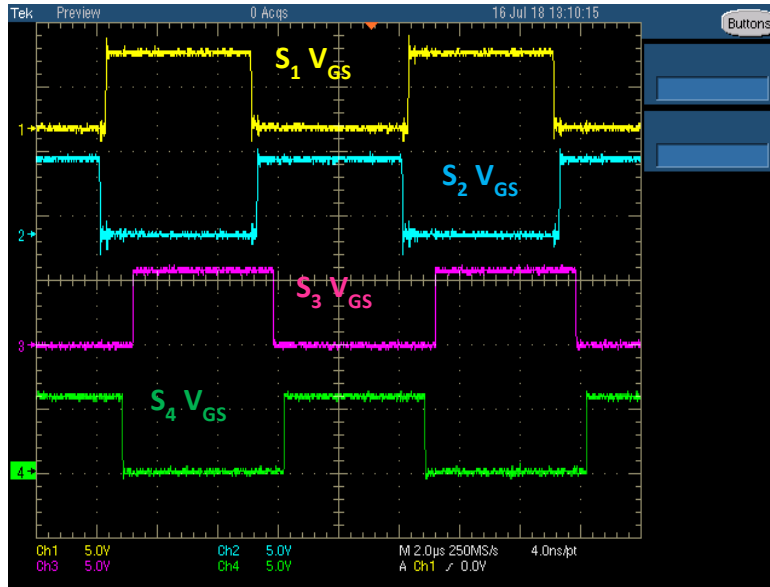 Tek Preview 0 Acqs 16 Jul 18 13:10:15
Buttons
S1 VGS
1
S2 VGS
2
S3 VGS
3
S4 VGS
4
Ch1 5.0V Ch2 5.0V M 2.0µs 250MS/s 4.0ns/pt
Ch3 5.0V Ch4 5.0V A Ch1 ∕ 0.0V